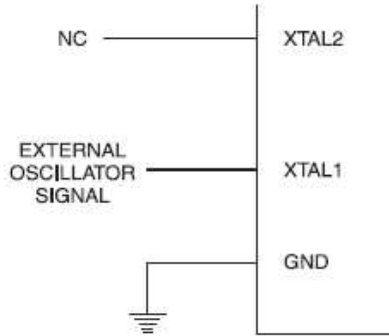 NC
XTAL2
EXTERNAL
OSCILLATOR
SIGNAL
XTAL1
GND